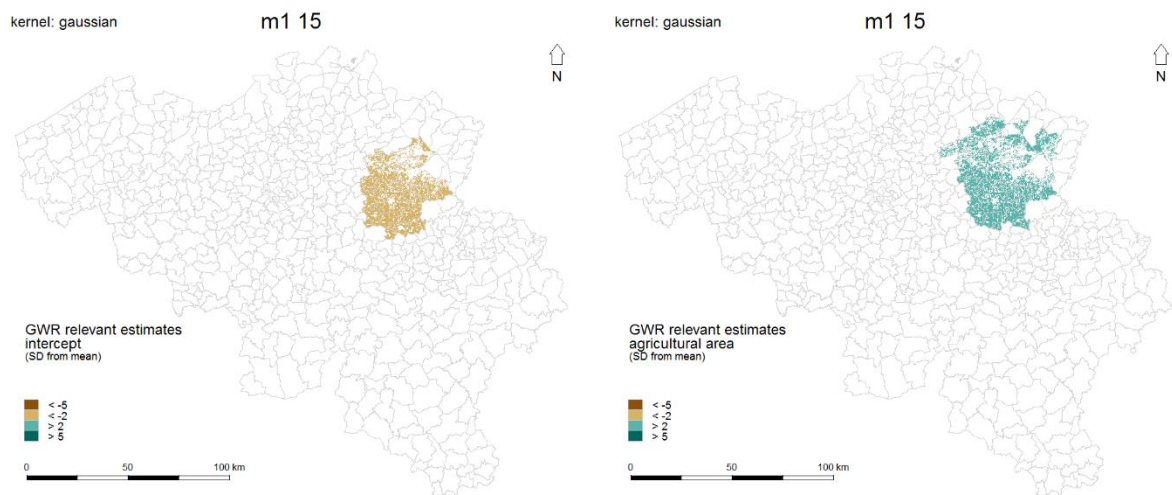 kernel: gaussian
m1 15
N
GWR relevant estimates
intercept
(SD from mean)
< -5
< -2
> 2
> 5
0 50 100 km
kernel: gaussian
m1 15
N
GWR relevant estimates
agricultural area
(SD from mean)
< -5
< -2
> 2
> 5
0 50 100 km